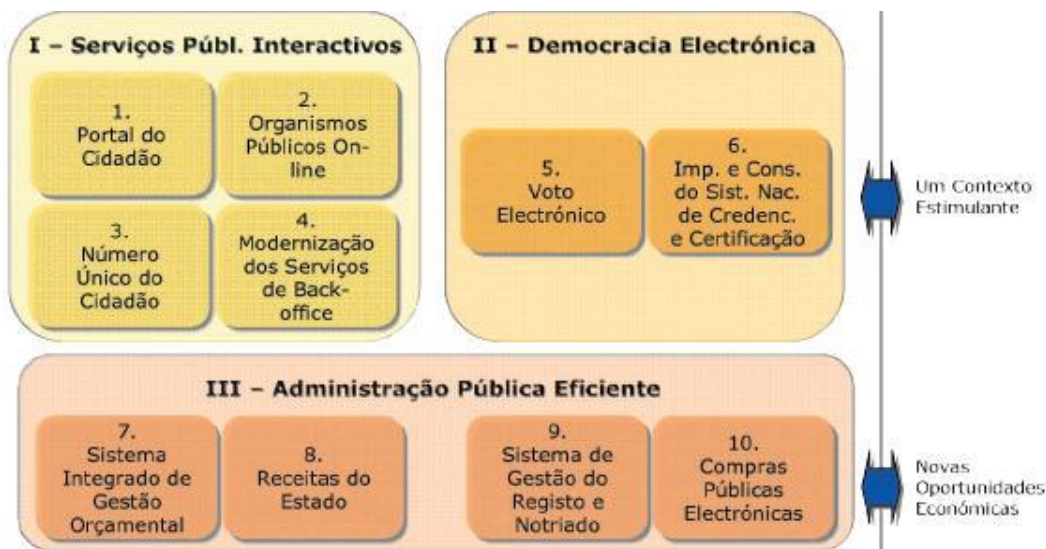 I – Serviços Públ. Interactivos
1.
Portal do
Cidadão
2.
Organismos
Públicos On-
line
3.
Número
Único do
Cidadão
4.
Modernização
dos Serviços
de Back-
office
II – Democracia Electrónica
5.
Voto
Electrónico
6.
Imp. e Cons.
do Sist. Nac.
de Credenc.
e Certificação
Um Contexto
Estimulante
III – Administração Pública Eficiente
7.
Sistema
Integrado de
Gestão
Orçamental
8.
Receitas do
Estado
9.
Sistema de
Gestão do
Registo e
Notriado
10.
Compras
Públicas
Electrónicas
Novas
Oportunidades
Económicas